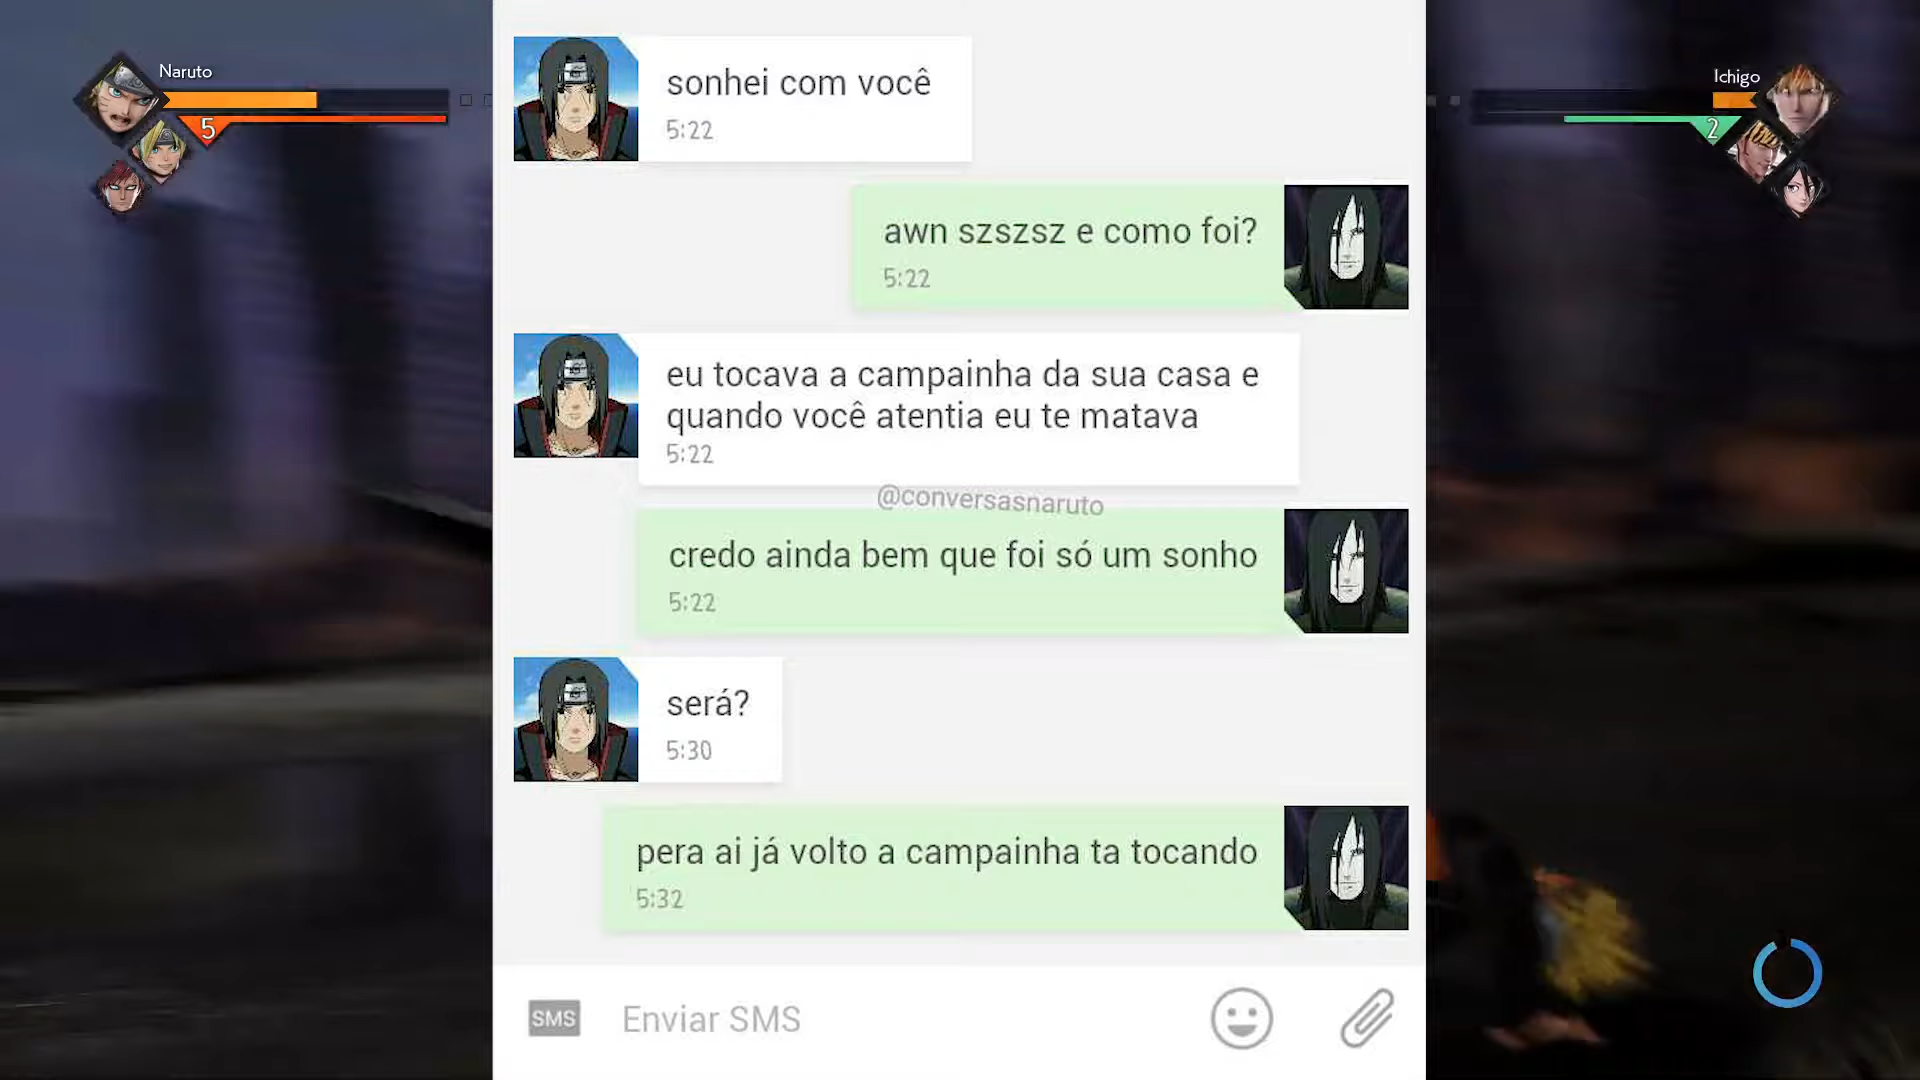 Naruto
5
Ichigo
2
sonhei com você
5:22
awn szszsz e como foi?
5:22
eu tocava a campainha da sua casa e
quando você atentia eu te matava
5:22
@conversasnaruto
credo ainda bem que foi só um sonho
5:22
será?
5:30
pera ai já volto a campainha ta tocando
5:32
SMS
Enviar SMS